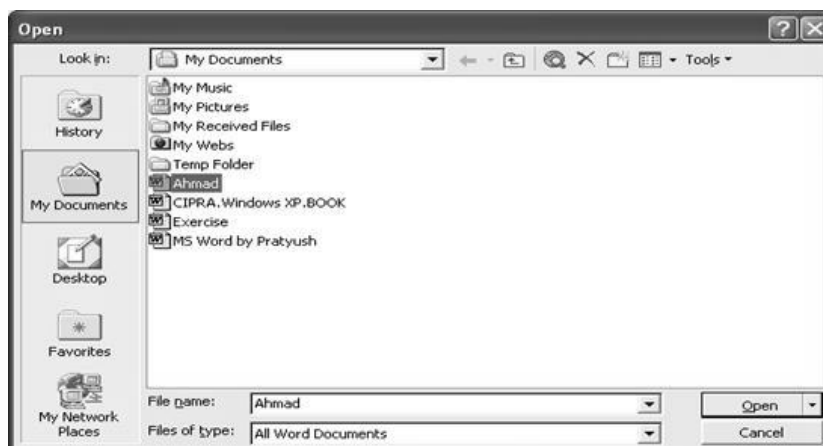 Open
Look in: My Documents Tools
My Music
My Pictures
My Received Files
My Webs
Temp Folder
Ahmad
CIPRA.Windows XP.BOOK
Exercise
MS Word by Pratyush
History
My Documents
Desktop
Favorites
My Network
Places
File name: Ahmad Open
Files of type: All Word Documents Cancel